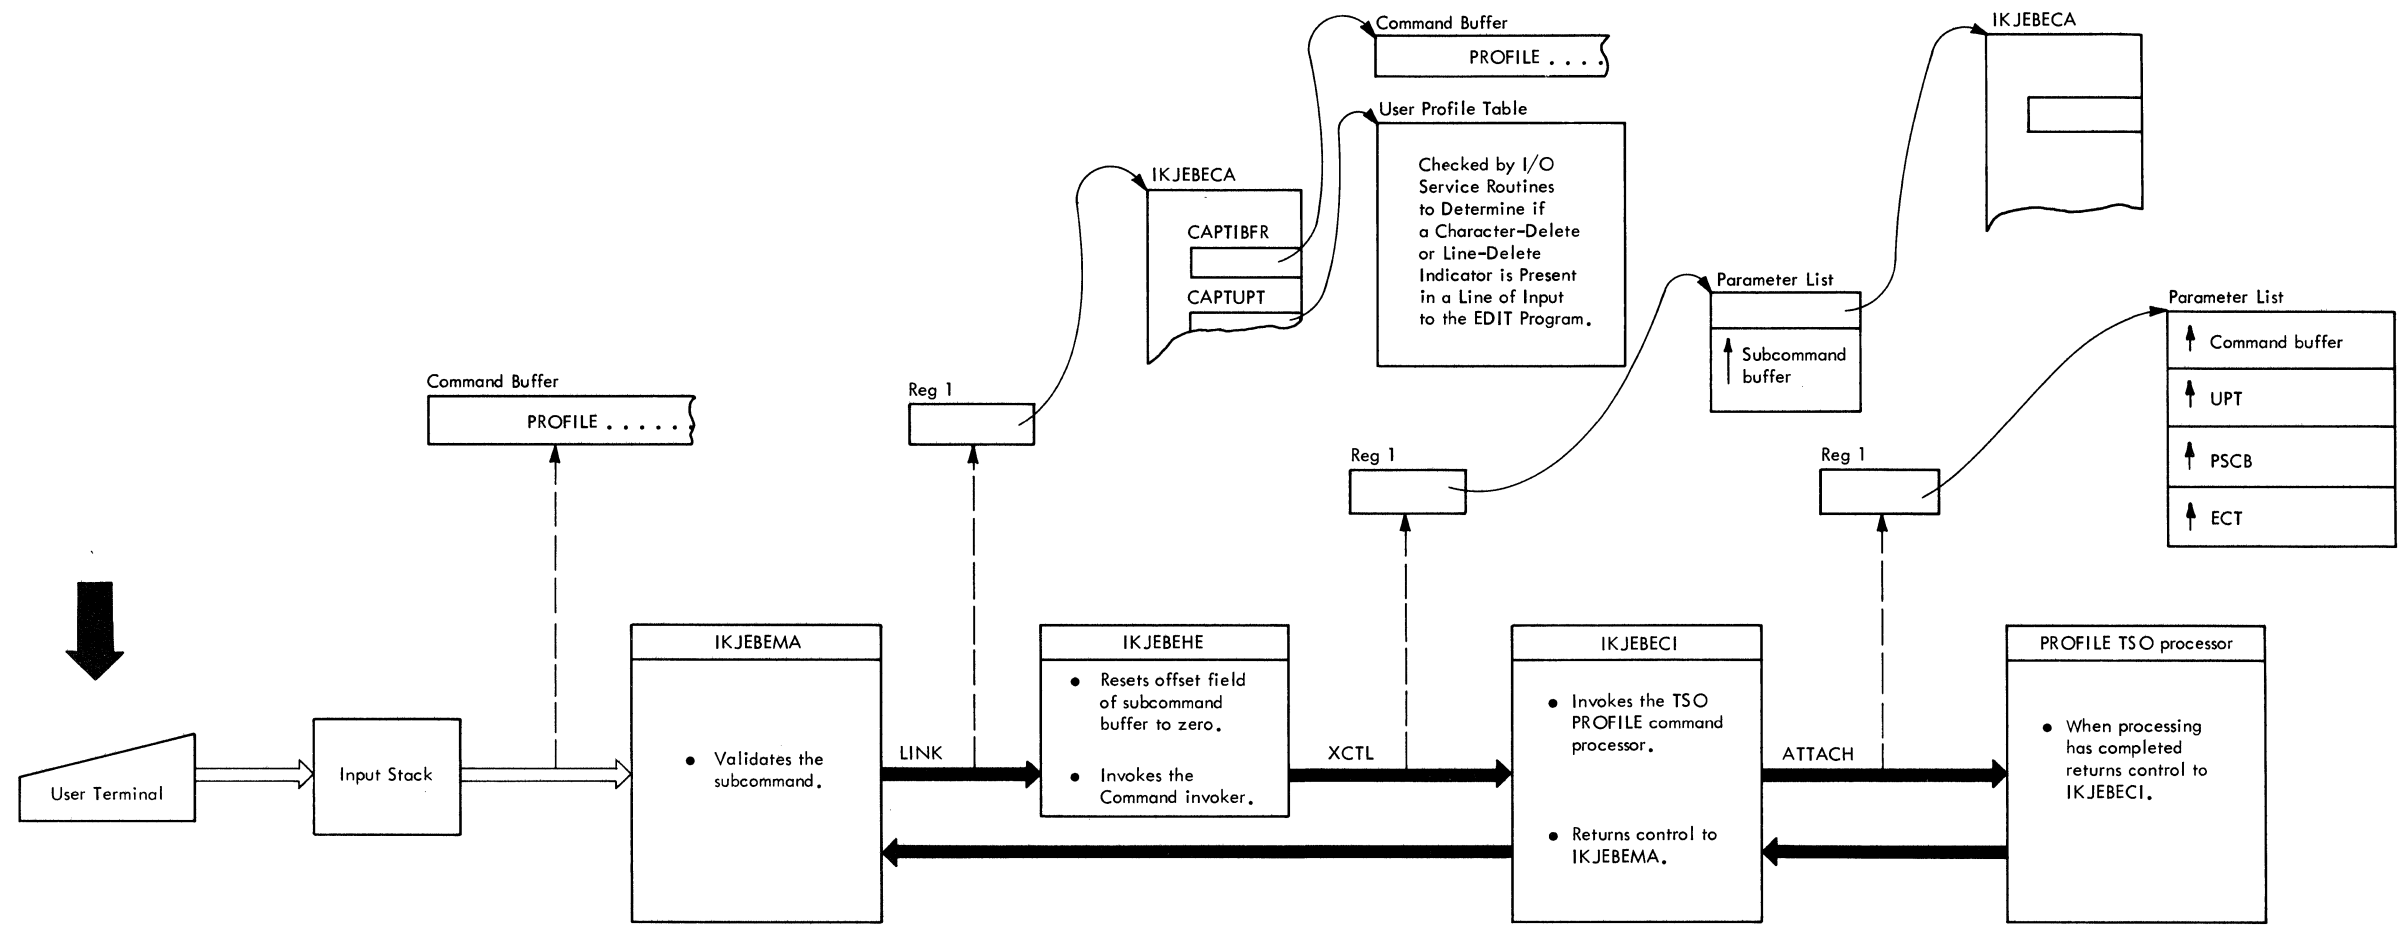 Command Buffer
PROFILE . . . .
IKJEBECA
User Profile Table
Checked by I/O
Service Routines
to Determine if
a Character-Delete
or Line-Delete
Indicator is Present
in a Line of Input
to the EDIT Program.
IKJEBECA
CAPTIBFR
CAPTUPT
Parameter List
Subcommand
buffer
Parameter List
Command buffer
UPT
PSCB
ECT
Command Buffer
PROFILE . . . . . .
Reg 1
Reg 1
Reg 1
User Terminal
Input Stack
IKJEBEMA
• Validates the
subcommand.
LINK
IKJEBEHE
• Resets offset field
of subcommand
buffer to zero.
• Invokes the
Command invoker.
XCTL
IKJEBECI
• Invokes the TSO
PROFILE command
processor.
• Returns control to
IKJEBEMA.
ATTACH
PROFILE TSO processor
• When processing
has completed
returns control to
IKJEBECI.